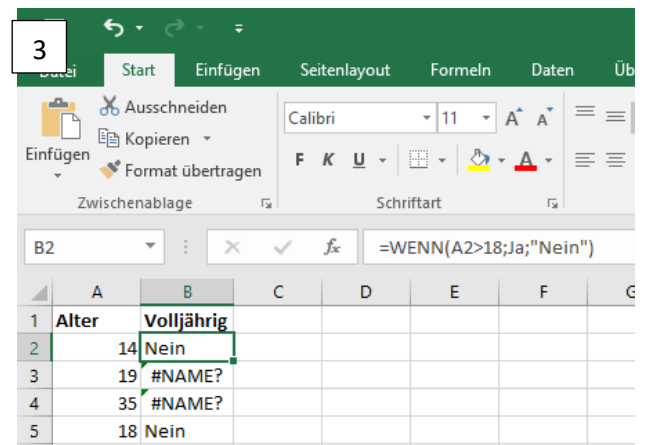 3
Datei Start Einfügen Seitenlayout Formeln Daten Üb
Ausschneiden
Kopieren
Format übertragen
Einfügen
Calibri 11 A A
F K U A
Zwischenablage Schriftart
B2 fx =WENN(A2>18;Ja;"Nein")
A B C D E F G
1 Alter Volljährig
2 14 Nein
3 19 #NAME?
4 35 #NAME?
5 18 Nein